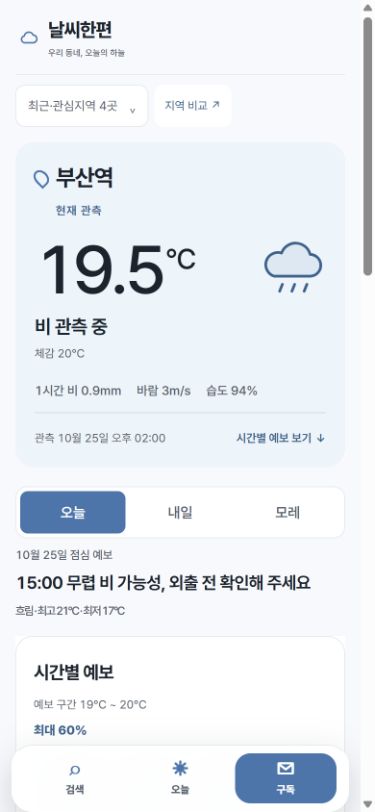 날씨한편
우리 동네, 오늘의 하늘
최근·관심지역 4곳
지역 비교 ↗
부산역
현재 관측
19.5°C
비 관측 중
체감 20°C
1시간 비 0.9mm 바람 3m/s 습도 94%
관측 10월 25일 오후 02:00 시간별 예보 보기 ↓
오늘 내일 모레
10월 25일 점심 예보
15:00 무렵 비 가능성, 외출 전 확인해 주세요
흐림·최고21°C·최저17°C
시간별 예보
예보 구간 19°C ~ 20°C
최대 60%
검색 오늘 구독